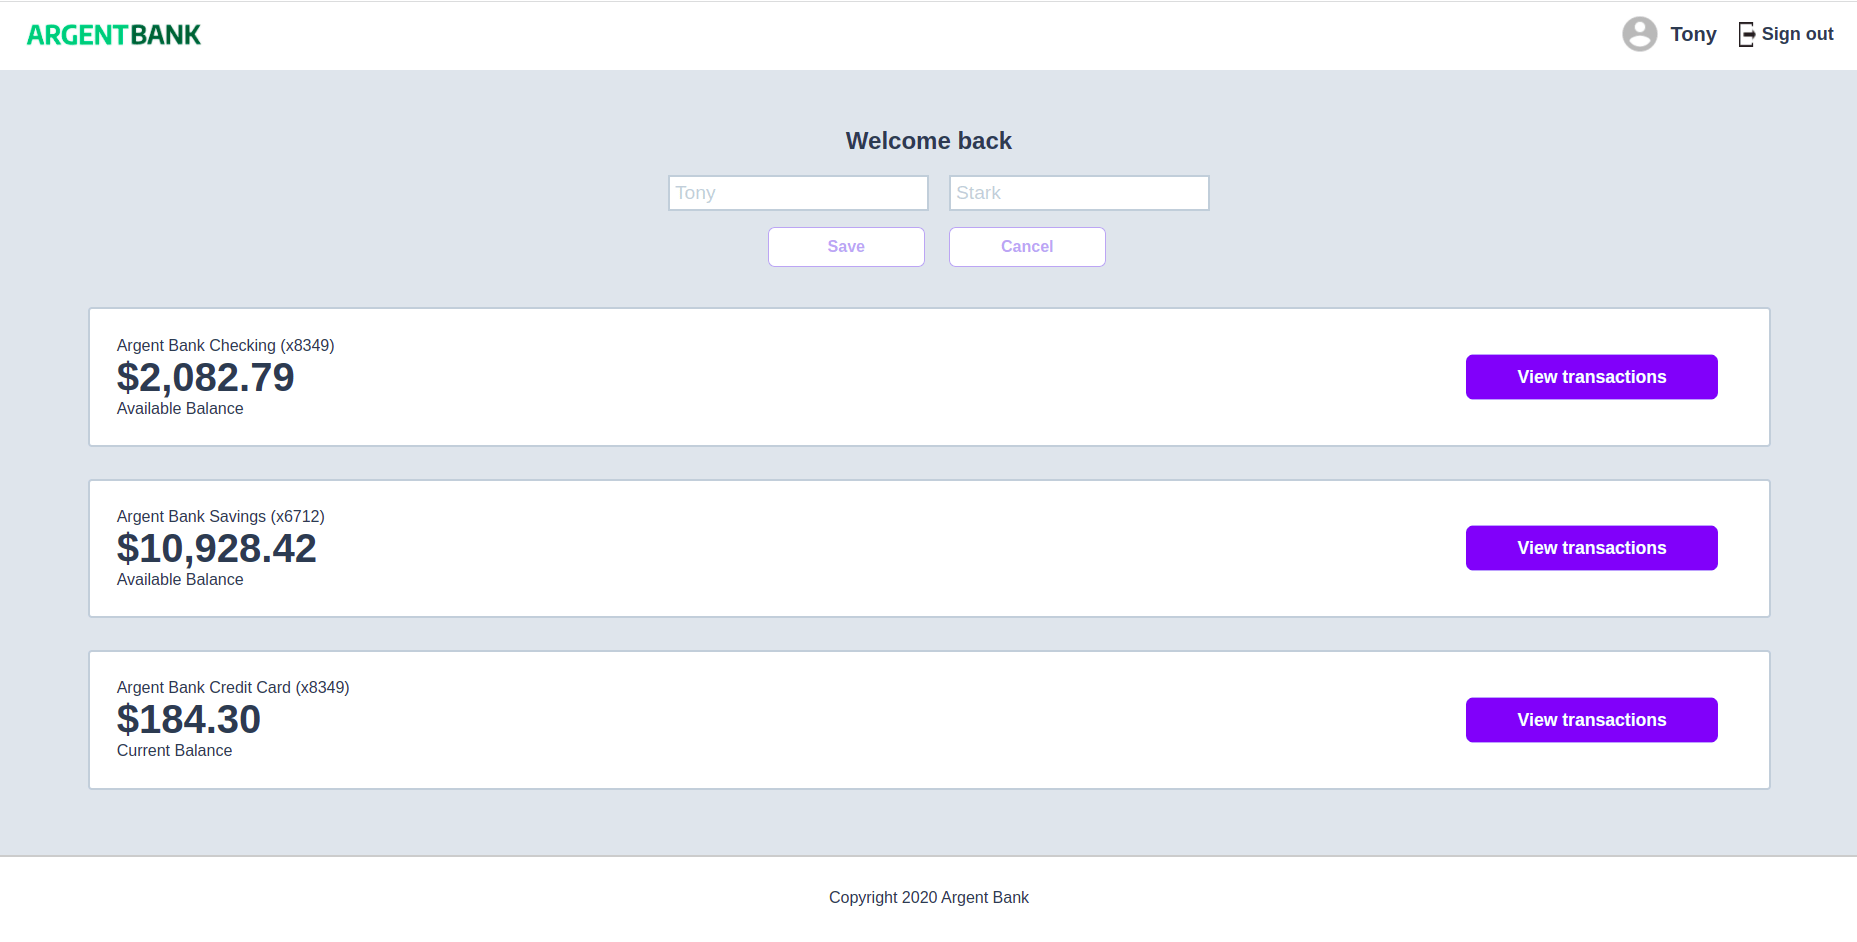 ARGENTBANK
Tony
Sign out
Welcome back
Tony
Stark
Save
Cancel
Argent Bank Checking (x8349)
$2,082.79
Available Balance
View transactions
Argent Bank Savings (x6712)
$10,928.42
Available Balance
View transactions
Argent Bank Credit Card (x8349)
$184.30
Current Balance
View transactions
Copyright 2020 Argent Bank